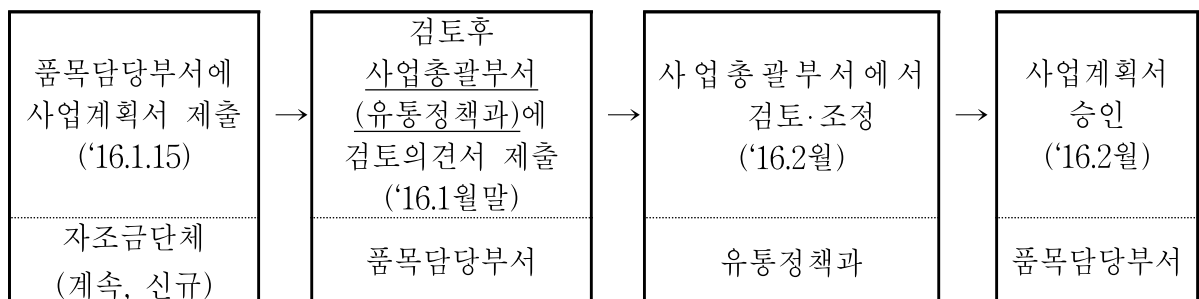 품목담당부서에
사업계획서 제출
(‘16.1.15)
자조금단체
(계속, 신규)
→
검토후
사업총괄부서
(유통정책과)에
검토의견서 제출
(‘16.1월말)
품목담당부서
→
사업총괄부서에서
검토·조정
(‘16.2월)
유통정책과
→
사업계획서
승인
(‘16.2월)
품목담당부서